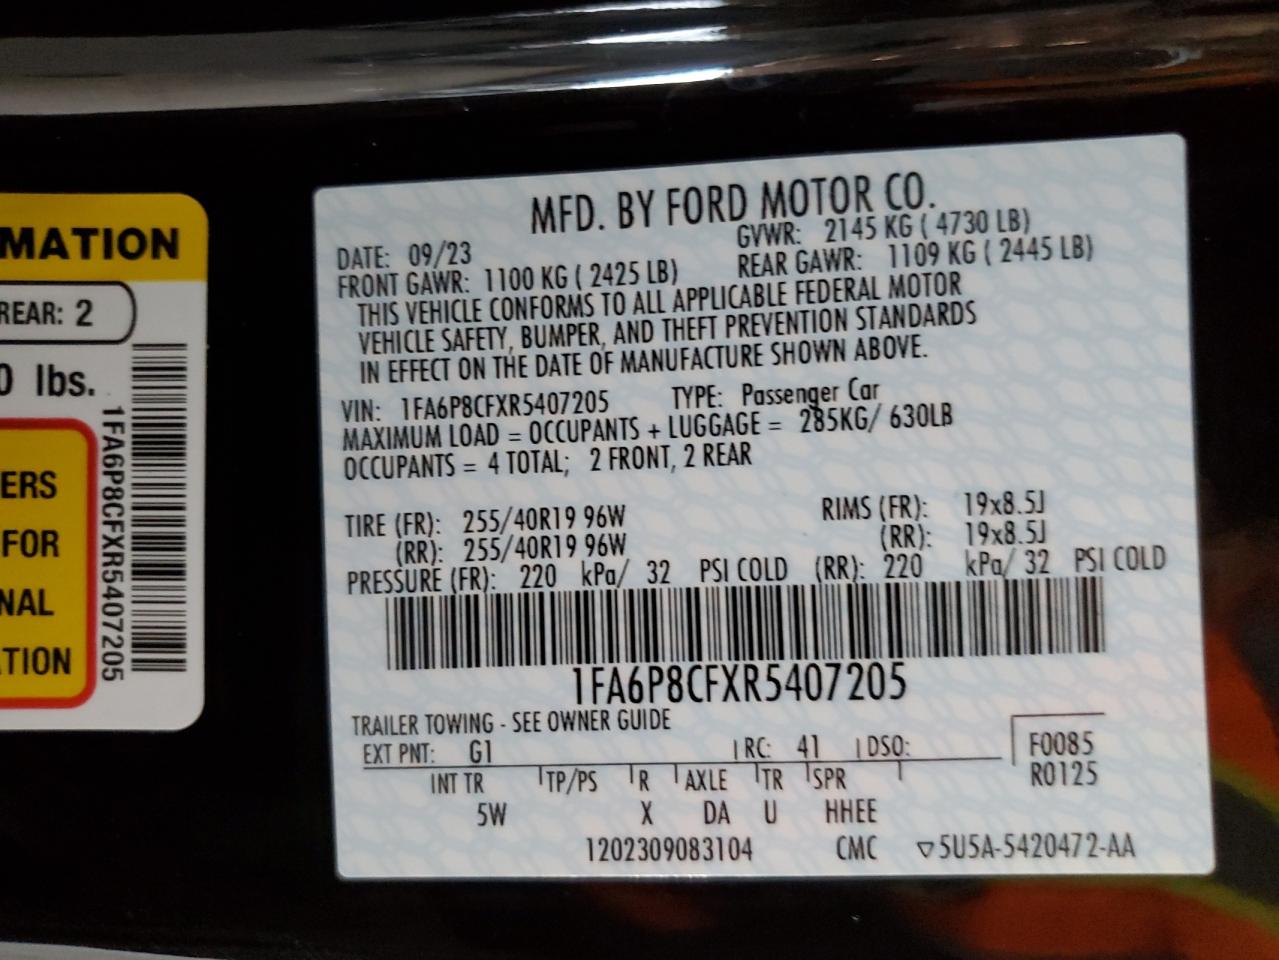 MATION
REAR: 2
0 lbs.
ERS
FOR
NAL
ATION
1FA6P8CFXR5407205
MFD. BY FORD MOTOR CO.
DATE: 09/23 GVWR: 2145 KG ( 4730 LB)
FRONT GAWR: 1100 KG ( 2425 LB) REAR GAWR: 1109 KG ( 2445 LB)
THIS VEHICLE CONFORMS TO ALL APPLICABLE FEDERAL MOTOR
VEHICLE SAFETY, BUMPER, AND THEFT PREVENTION STANDARDS
IN EFFECT ON THE DATE OF MANUFACTURE SHOWN ABOVE.
VIN: 1FA6P8CFXR5407205 TYPE: Passenger Car
MAXIMUM LOAD = OCCUPANTS + LUGGAGE = 285KG/ 630LB
OCCUPANTS = 4 TOTAL; 2 FRONT, 2 REAR
TIRE (FR): 255/40R19 96W RIMS (FR): 19x8.5J
(RR): 255/40R19 96W (RR): 19x8.5J
PRESSURE (FR): 220 kPa/ 32 PSI COLD (RR): 220 kPa/ 32 PSI COLD
1FA6P8CFXR5407205
TRAILER TOWING - SEE OWNER GUIDE
EXT PNT: G1 RC: 41 DSO: F0085
R0125
INT TR TP/PS R AXLE TR SPR
5W X DA U HHEE
1202309083104 CMC ▽5U5A-5420472-AA